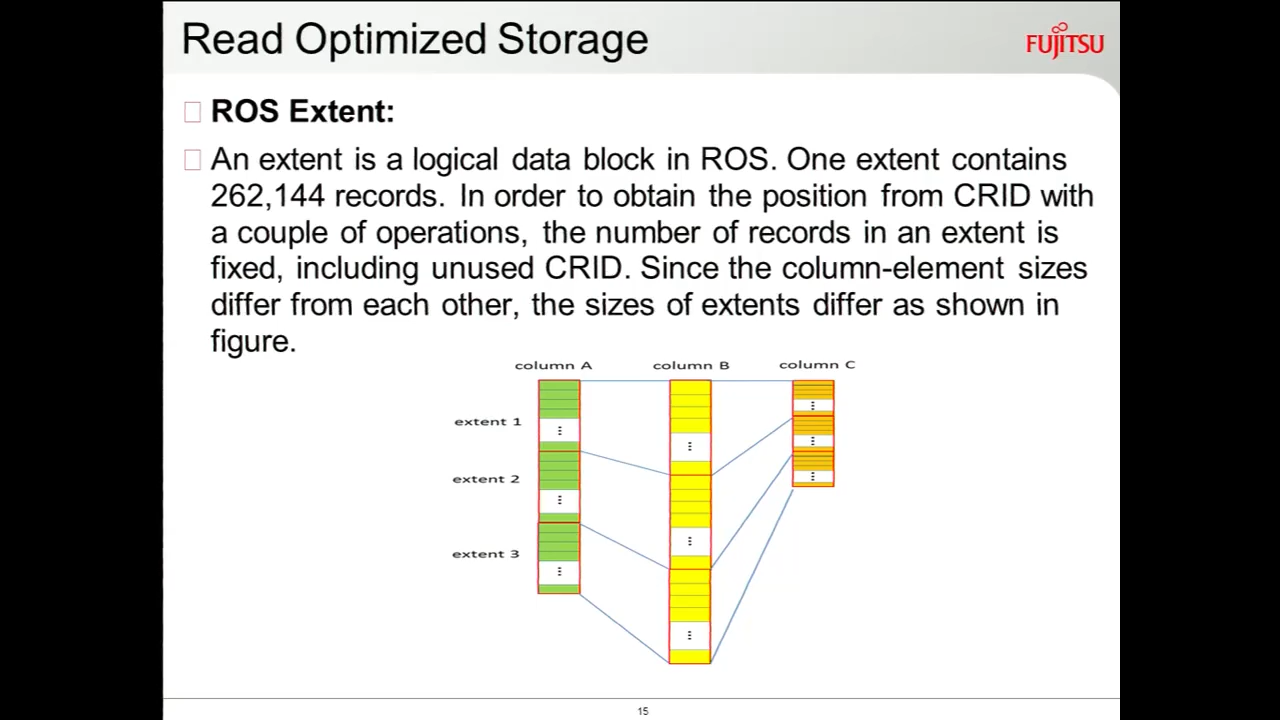 Read Optimized Storage
FUJITSU
ROS Extent:
An extent is a logical data block in ROS. One extent contains
262,144 records. In order to obtain the position from CRID with
a couple of operations, the number of records in an extent is
fixed, including unused CRID. Since the column-element sizes
differ from each other, the sizes of extents differ as shown in
figure.
column A
column B
column C
extent 1
extent 2
extent 3
15